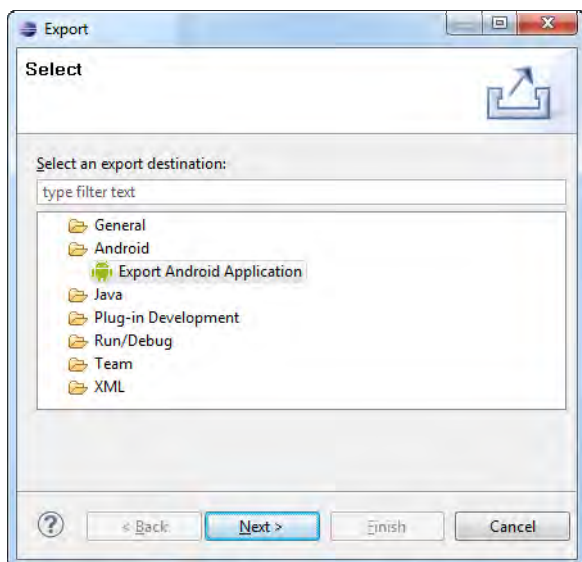 Export
Select
Select an export destination:
type filter text
General
Android
Export Android Application
Java
Plug-in Development
Run/Debug
Team
XML
? < Back Next > Finish Cancel